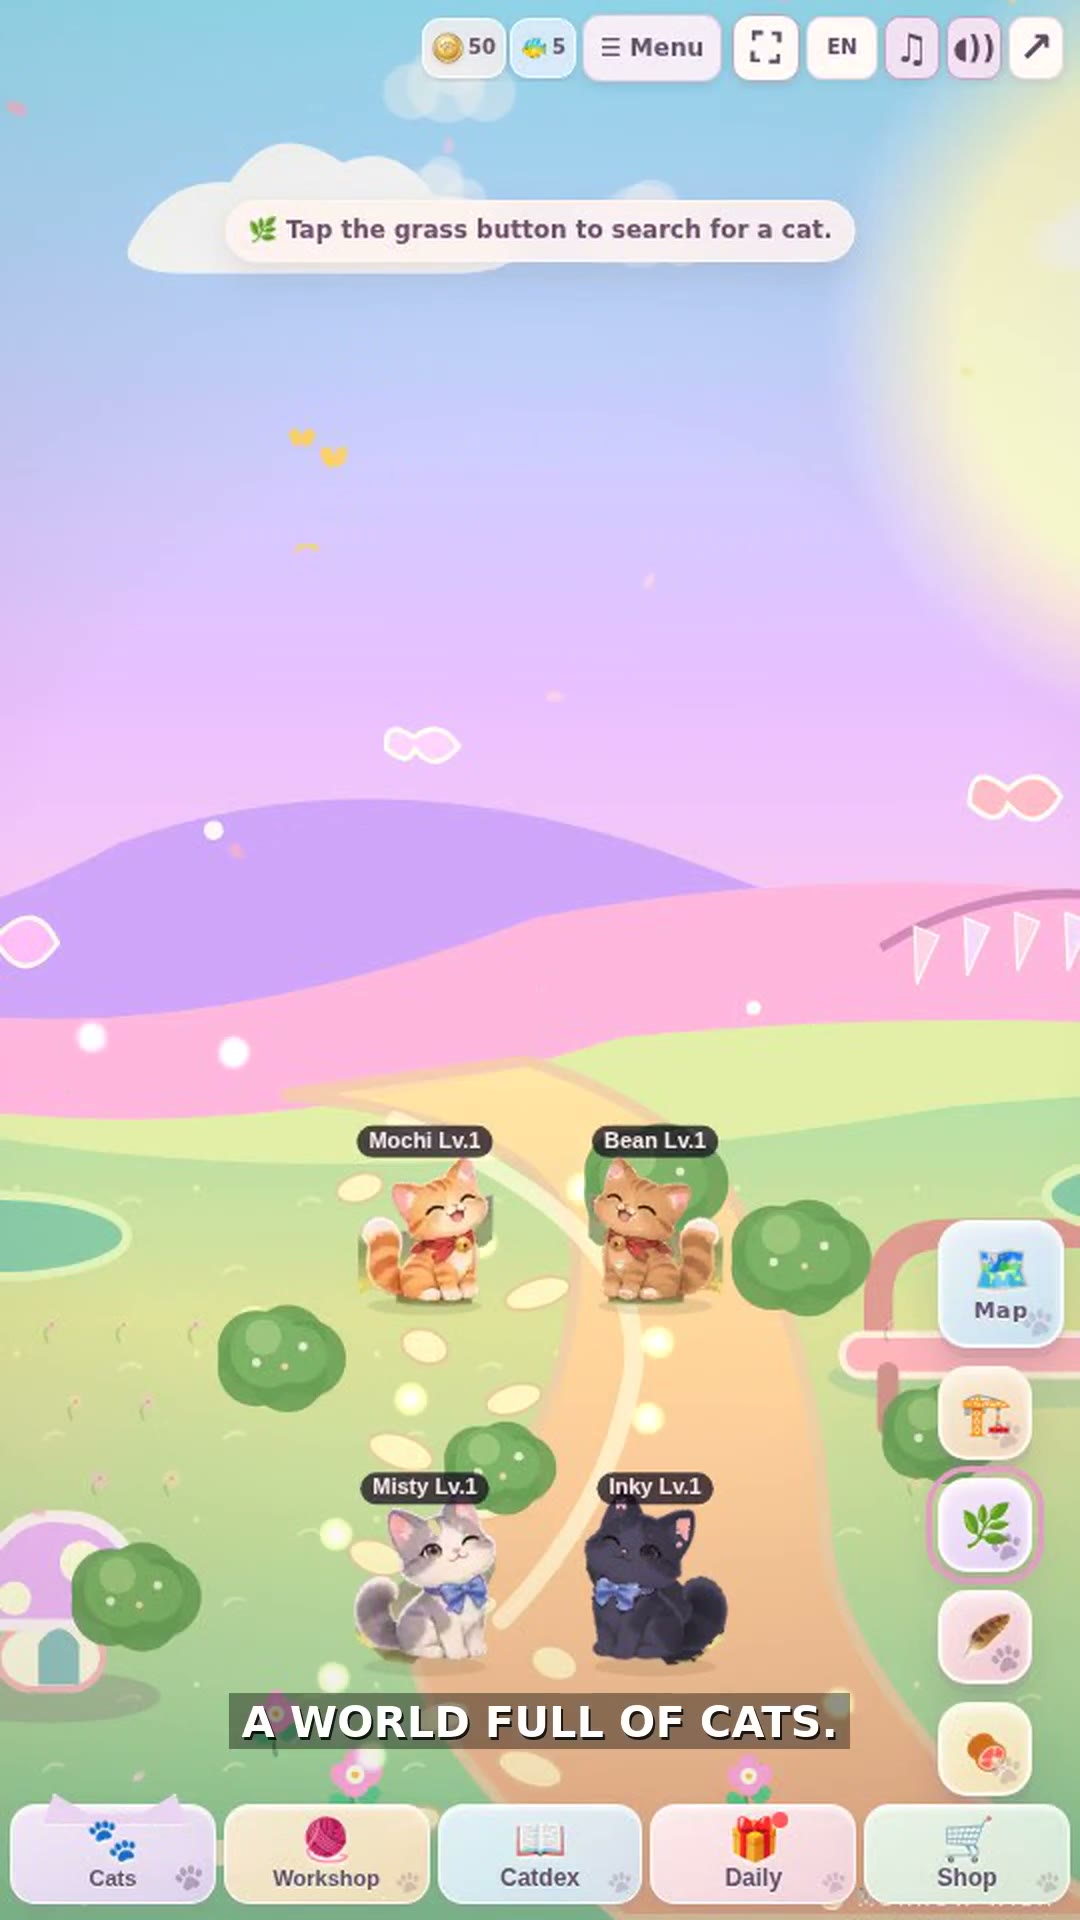 50
5
☰ Menu
EN
🌿 Tap the grass button to search for a cat.
Mochi Lv.1
Bean Lv.1
Map
Misty Lv.1
Inky Lv.1
A WORLD FULL OF CATS.
Cats
Workshop
Catdex
Daily
Shop